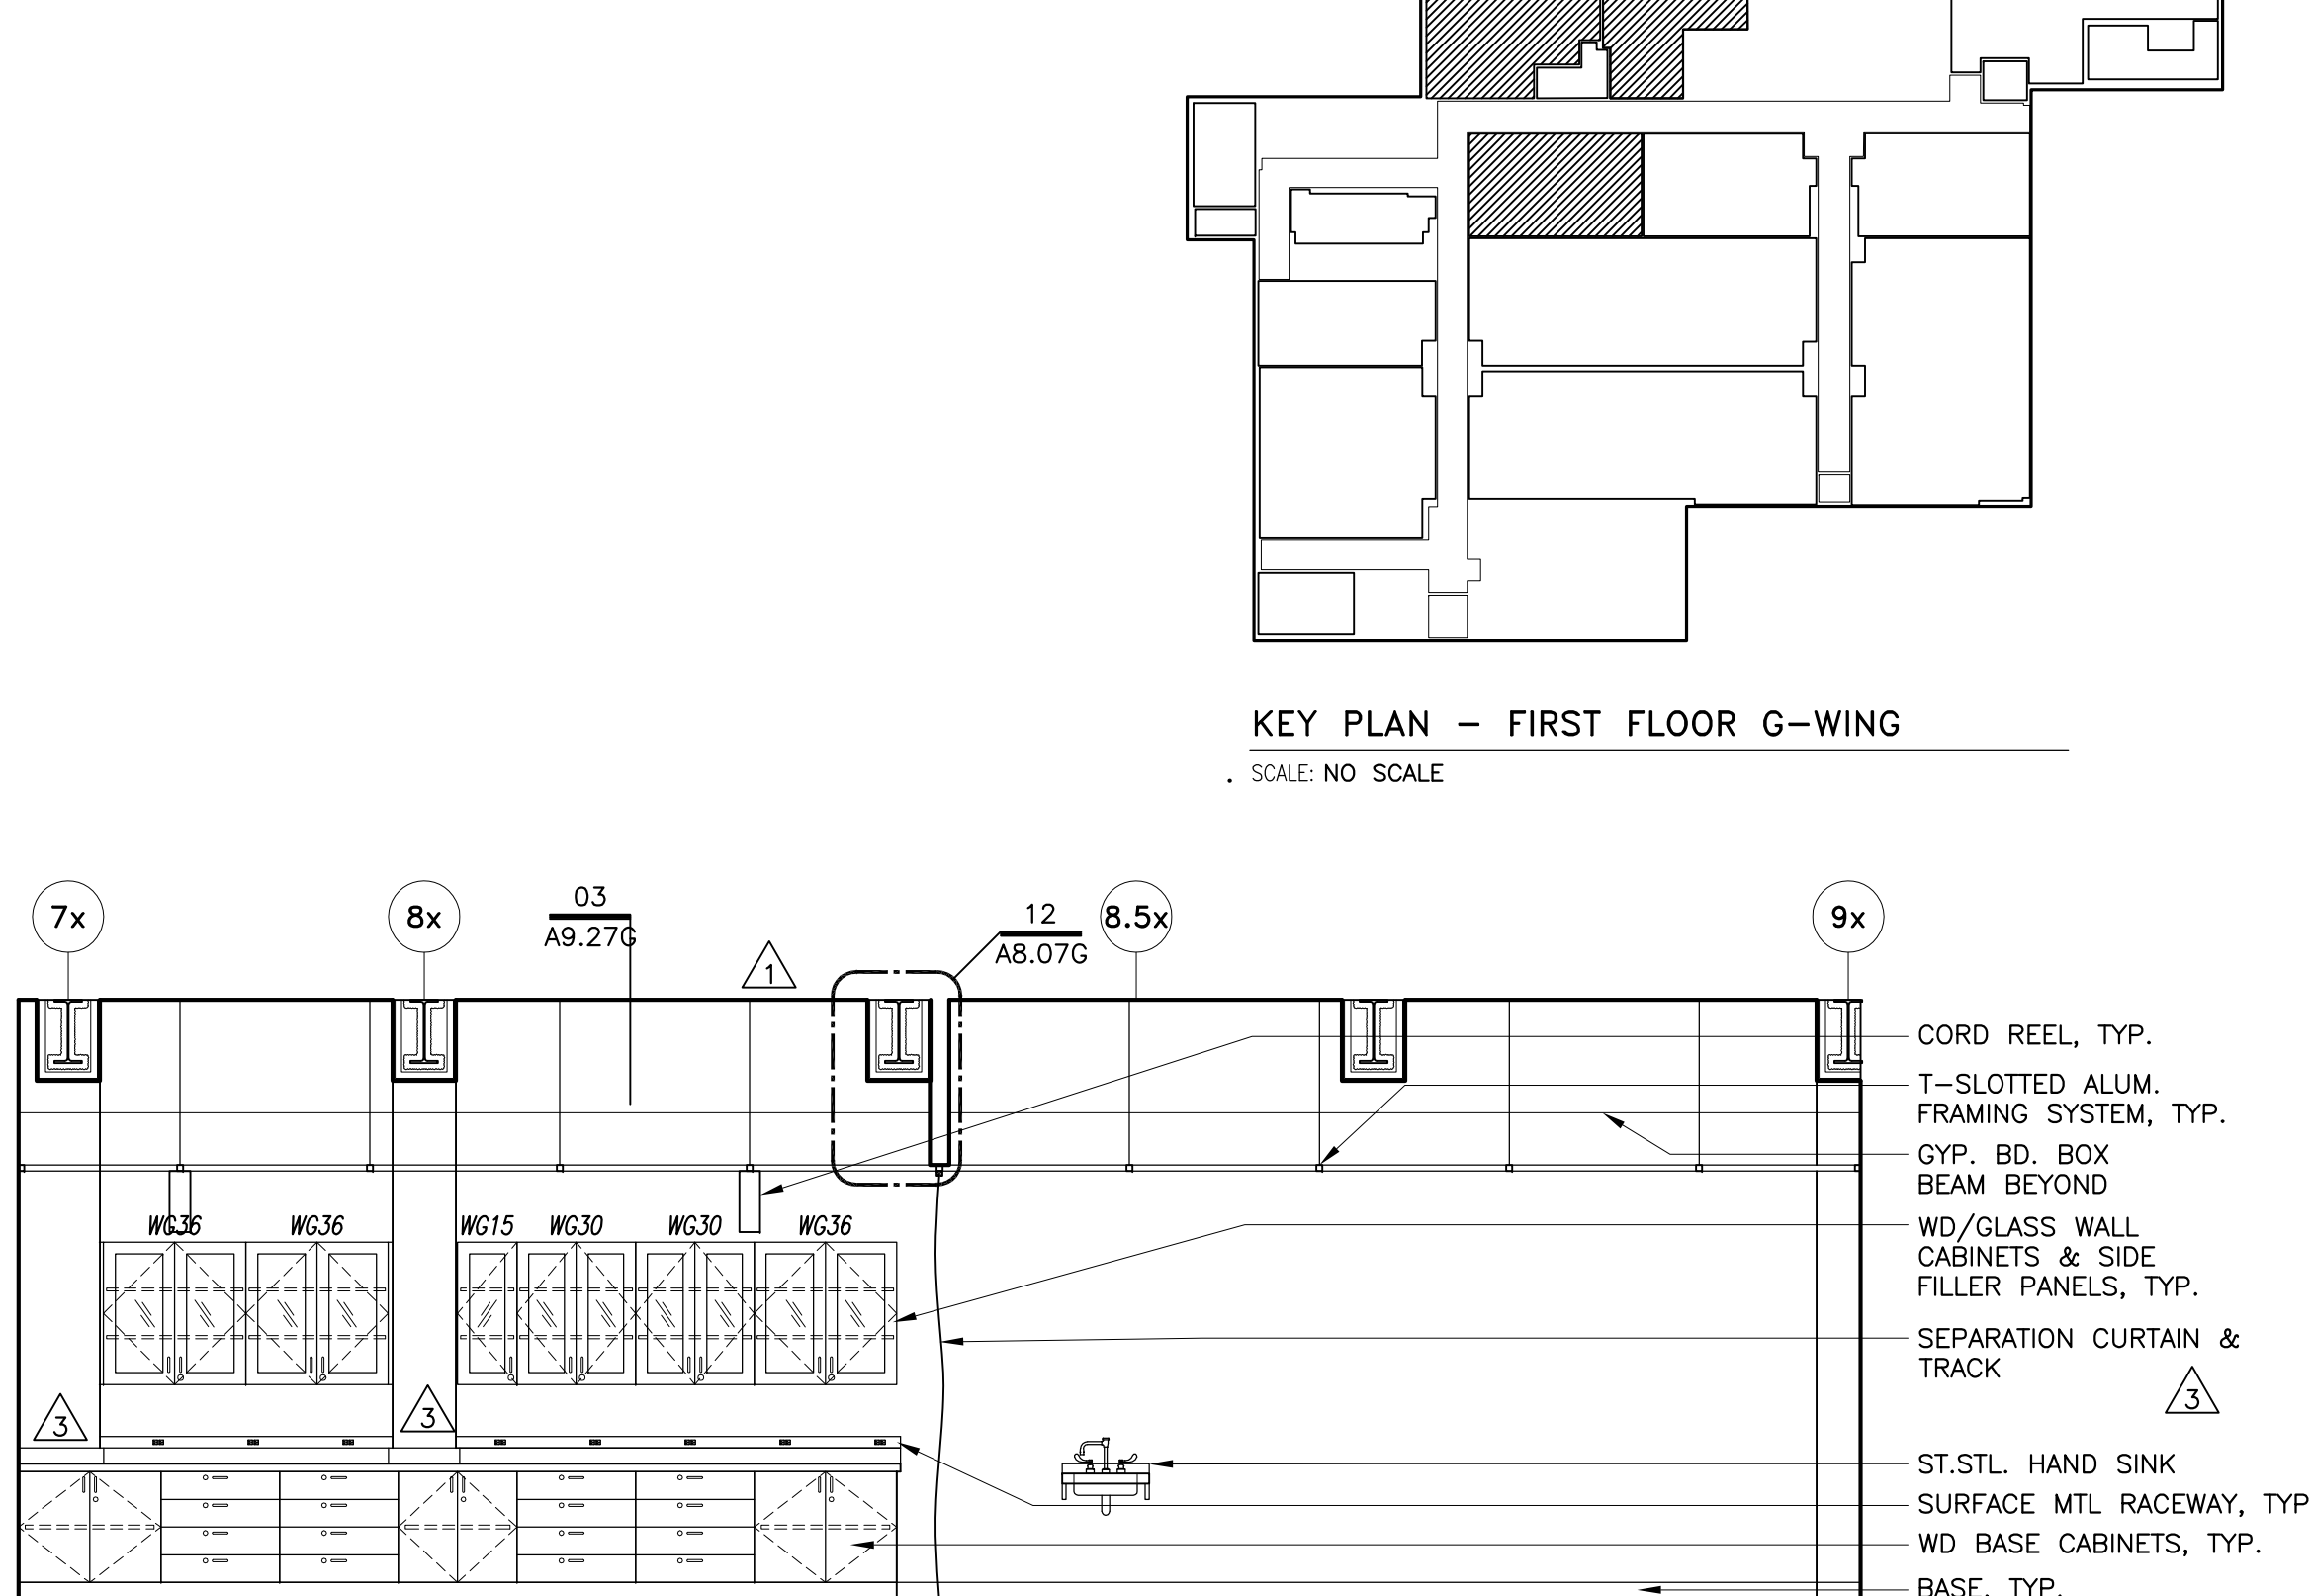 KEY PLAN - FIRST FLOOR G-WING
SCALE: NO SCALE
7x
8x
03
A9.27G
1
12
A8.07G
8.5x
9x
CORD REEL, TYP.
T-SLOTTED ALUM.
FRAMING SYSTEM, TYP.
GYP. BD. BOX
BEAM BEYOND
WG36
WG36
WG15
WG30
WG30
WG36
WD/GLASS WALL
CABINETS & SIDE
FILLER PANELS, TYP.
SEPARATION CURTAIN &
TRACK
3
3
3
ST.STL. HAND SINK
SURFACE MTL RACEWAY, TYP
WD BASE CABINETS, TYP.
BASE, TYP.